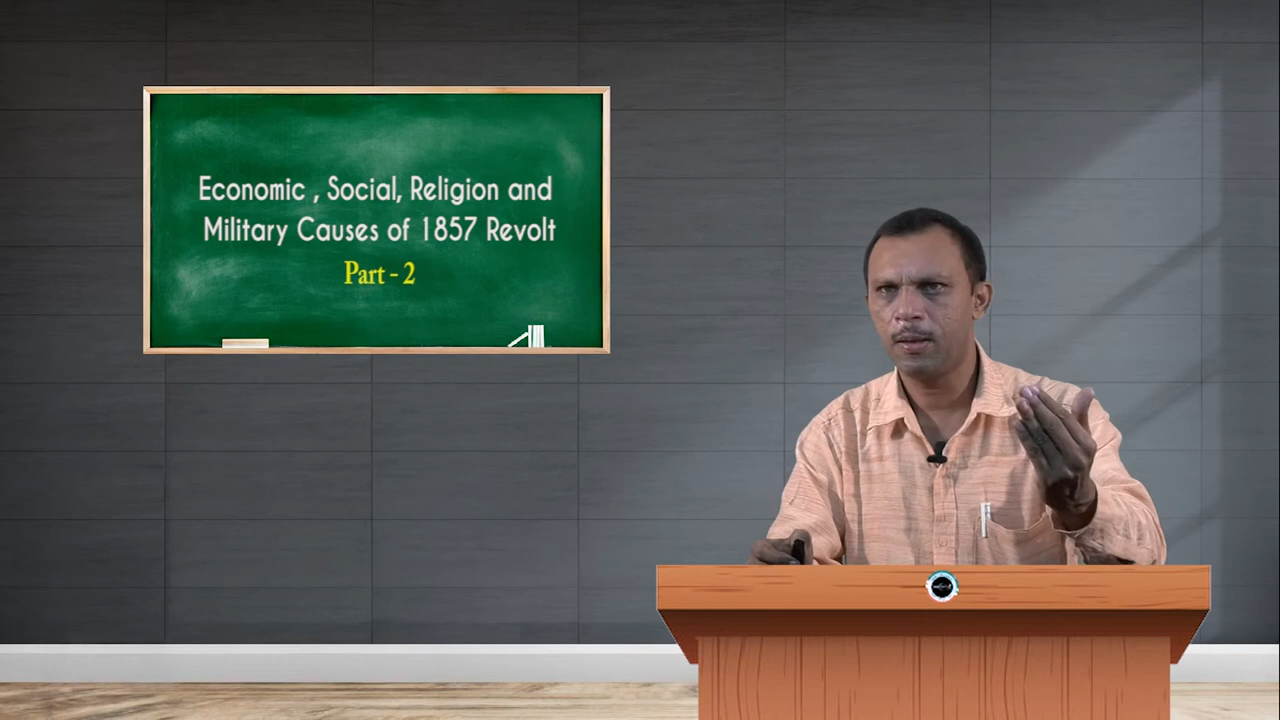 Economic , Social, Religion and
Military Causes of 1857 Revolt
Part - 2